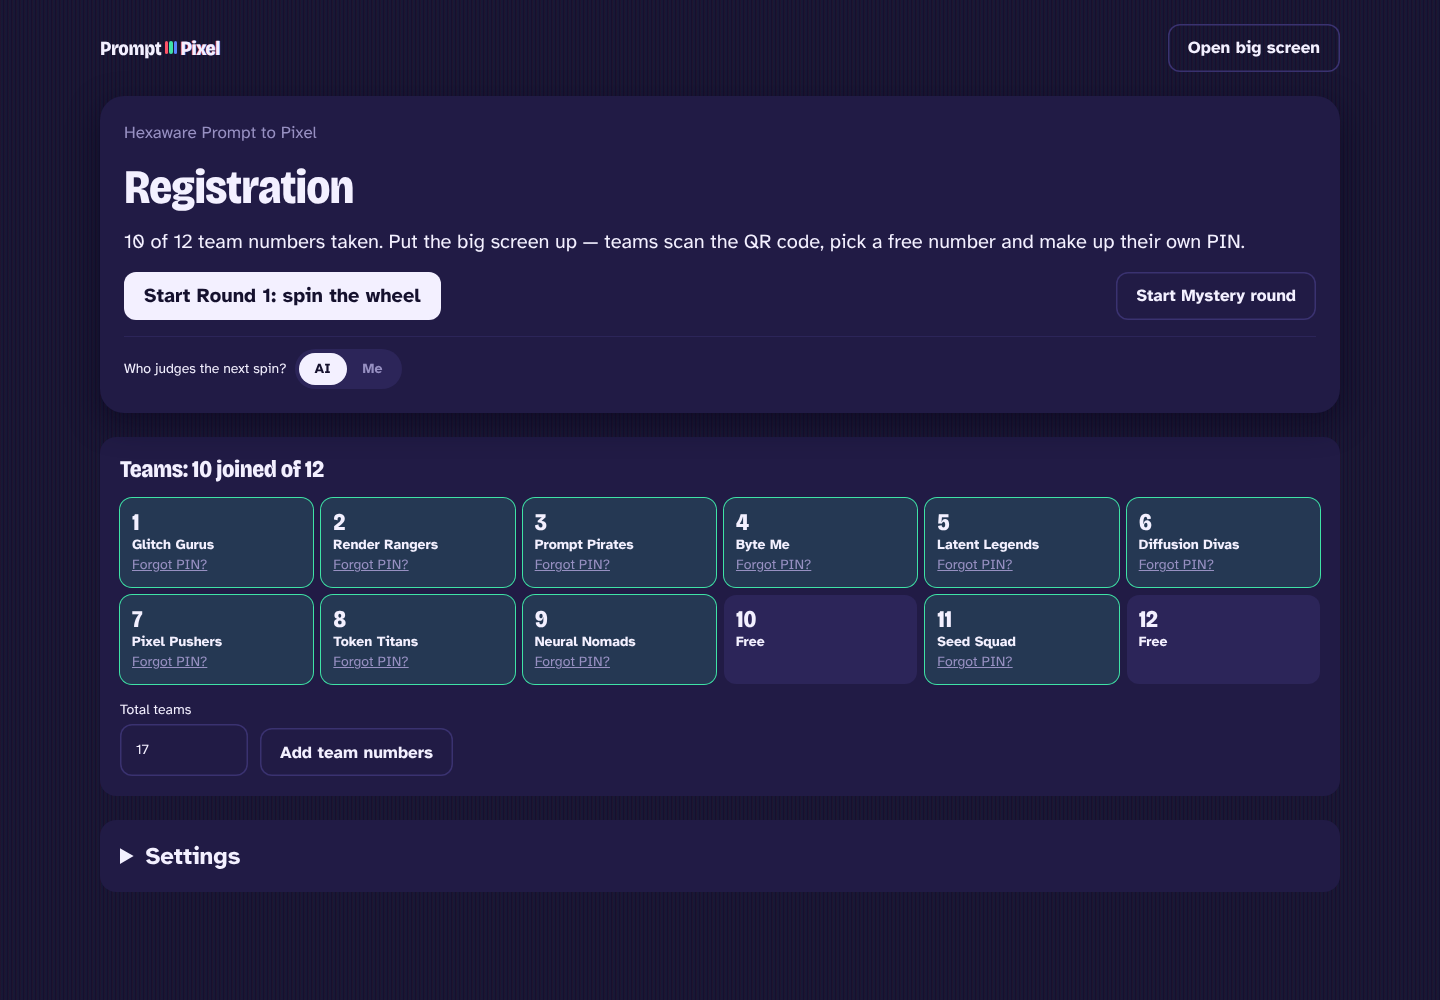 Prompt Pixel
Open big screen
Hexaware Prompt to Pixel
Registration
10 of 12 team numbers taken. Put the big screen up — teams scan the QR code, pick a free number and make up their own PIN.
Start Round 1: spin the wheel
Start Mystery round
Who judges the next spin?
AI
Me
Teams: 10 joined of 12
1
Glitch Gurus
Forgot PIN?
2
Render Rangers
Forgot PIN?
3
Prompt Pirates
Forgot PIN?
4
Byte Me
Forgot PIN?
5
Latent Legends
Forgot PIN?
6
Diffusion Divas
Forgot PIN?
7
Pixel Pushers
Forgot PIN?
8
Token Titans
Forgot PIN?
9
Neural Nomads
Forgot PIN?
10
Free
11
Seed Squad
Forgot PIN?
12
Free
Total teams
17
Add team numbers
Settings